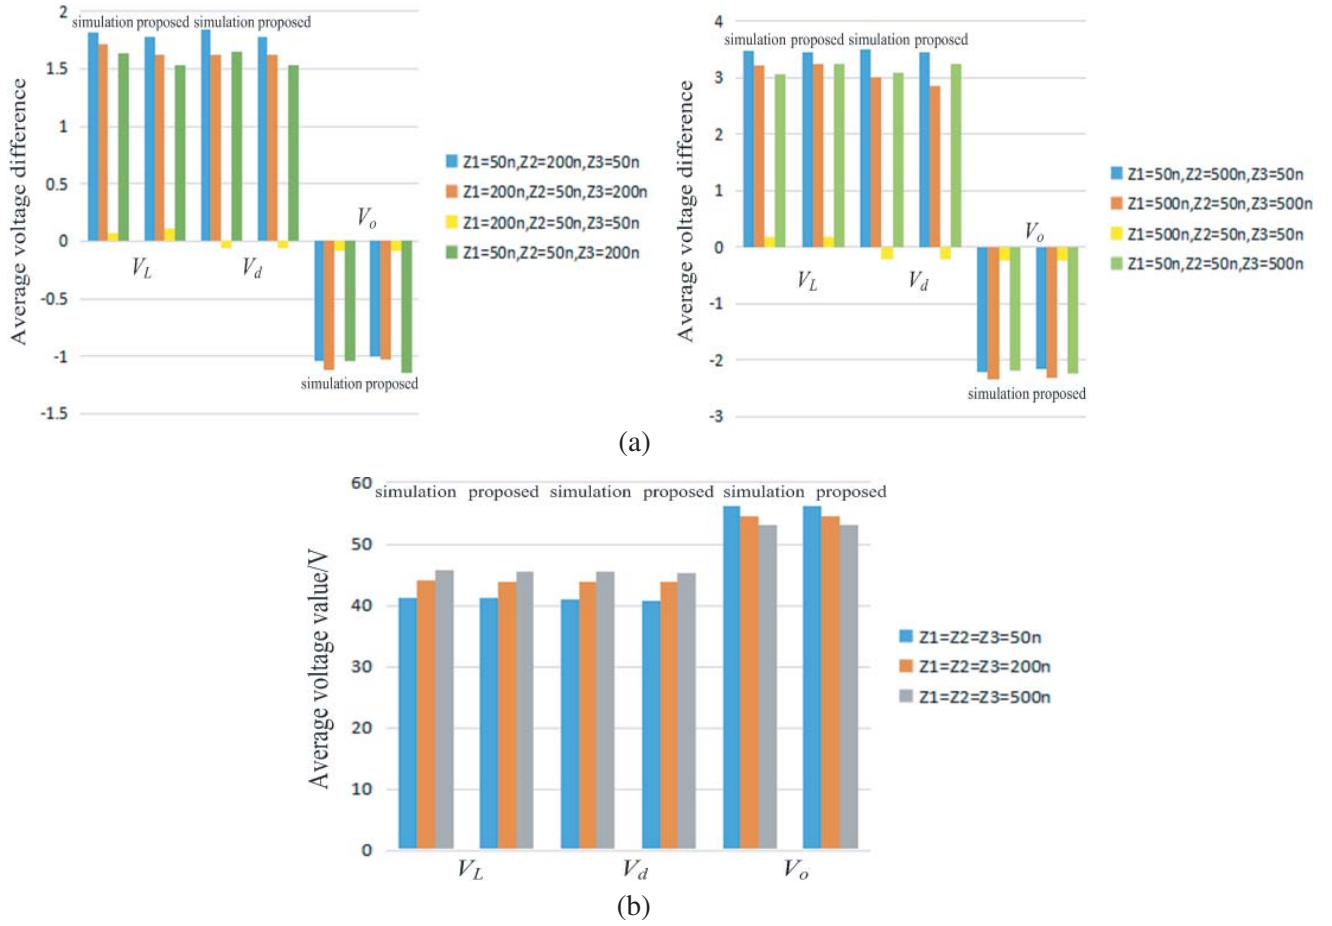 2
simulation proposed simulation proposed
1.5
1
0.5
0
-0.5
-1
-1.5
Average voltage difference
V_L
V_d
V_o
simulation proposed
Z1=50n,Z2=200n,Z3=50n
Z1=200n,Z2=50n,Z3=200n
Z1=200n,Z2=50n,Z3=50n
Z1=50n,Z2=50n,Z3=200n
4
simulation proposed simulation proposed
3
2
1
0
-1
-2
-3
Average voltage difference
V_L
V_d
V_o
simulation proposed
Z1=50n,Z2=500n,Z3=50n
Z1=500n,Z2=50n,Z3=500n
Z1=500n,Z2=50n,Z3=50n
Z1=50n,Z2=50n,Z3=500n
(a)
60
simulation proposed simulation proposed simulation proposed
50
40
30
20
10
0
Average voltage value/V
V_L V_d V_o
Z1=Z2=Z3=50n
Z1=Z2=Z3=200n
Z1=Z2=Z3=500n
(b)